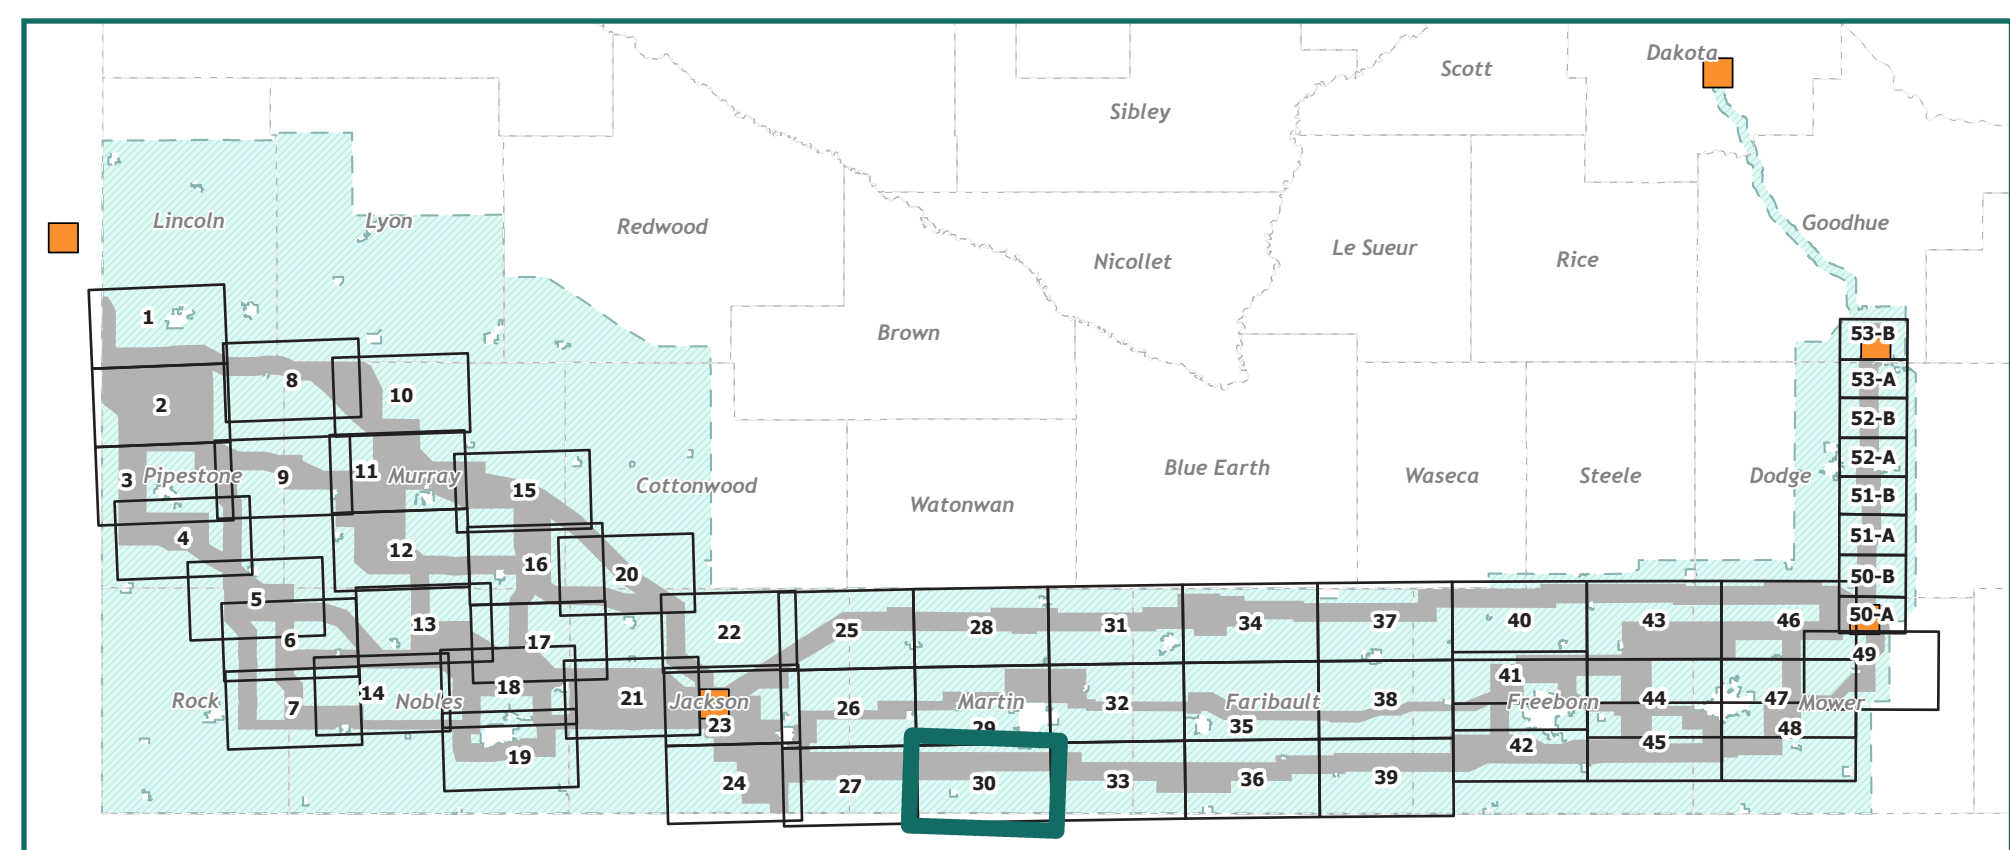 Dakota
Scott
Sibley
Lincoln
Lyon
Redwood
Goodhue
Le Sueur
Rice
Nicollet
1
Brown
53-B
8
53-A
10
2
52-B
52-A
Blue Earth
11
Pipestone
9
Murray
Waseca
Steele
Dodge
3
Cottonwood
15
51-B
Watonwan
51-A
4
12
16
20
50-B
5
50-A
37
40
43
46
13
34
31
28
25
22
6
17
49
41
18
14
Rock
7
Nobles
21
Jackson
26
Martin
32
Faribault
38
Freeborn
44
47
Mower
23
29
35
48
42
45
19
24
27
30
33
36
39